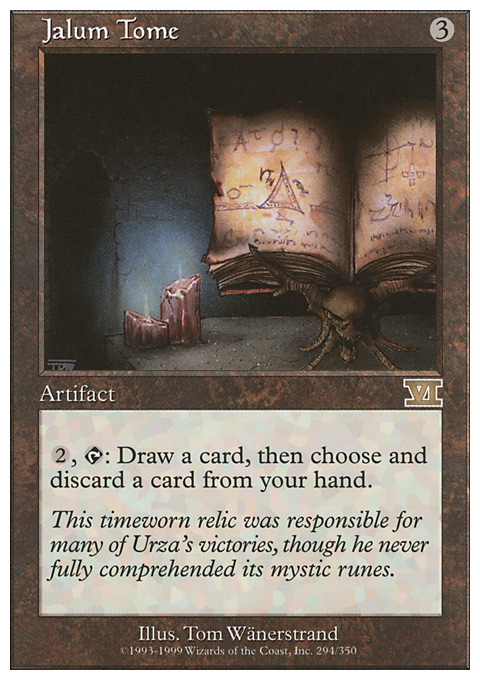 Jalum Tome
3
Artifact
VI
2, : Draw a card, then choose and
discard a card from your hand.
This timeworn relic was responsible for
many of Urza's victories, though he never
fully comprehended its mystic runes.
Illus. Tom Wänerstrand
©1993-1999 Wizards of the Coast, Inc. 294/350